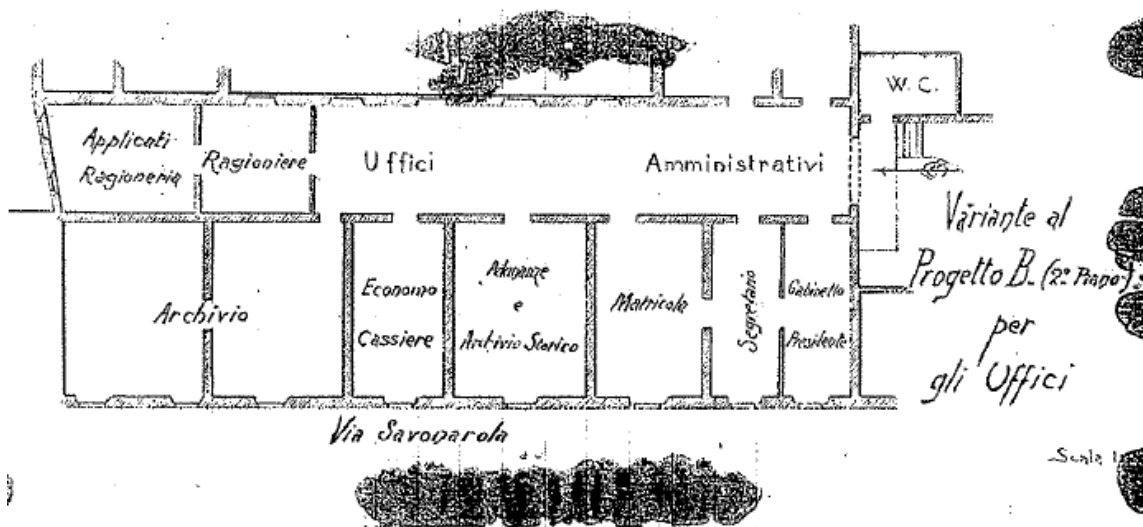 W.C.
Applicati
Ragioneria
Ragioniere
Uffici
Amministrativi
Variante al
Progetto B. (2º Piano)
per
gli Uffici
Archivio
Economo
Cassiere
Adunanze
e
Archivio Storico
Matricola
Segretario
Gabinetto
Presidente
Via Savonarola
Scala